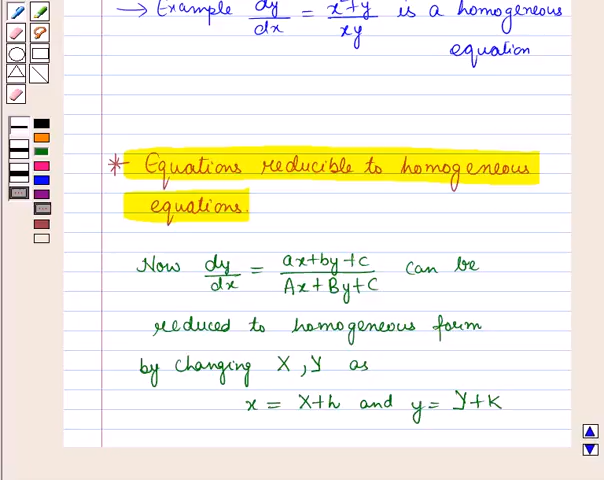 → Example dy/dx = x²+y/xy is a homogeneous
equation
* Equations reducible to homogeneous
equations.
Now dy/dx = ax+by+c/Ax+By+C can be
reduced to homogeneous form
by changing X, Y as
x = X+h and y = Y+K